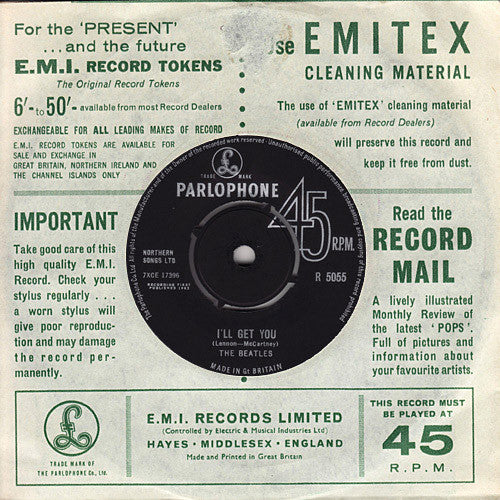 For the 'PRESENT'
...and the future
E.M.I. RECORD TOKENS
The Original Record Tokens
6'-to 50'- available from most Record Dealers
EXCHANGEABLE FOR ALL LEADING MAKES OF RECORD
E.M.I. RECORD TOKENS ARE AVAILABLE FOR
SALE AND EXCHANGE IN
GREAT BRITAIN, NORTHERN IRELAND AND
THE CHANNEL ISLANDS ONLY
use EMITEX
CLEANING MATERIAL
The use of 'EMITEX' cleaning material
(available from Record Dealers)
will preserve this record and
keep it free from dust.
IMPORTANT
Take good care of this
high quality E.M.I.
Record. Check your
stylus regularly . . .
a worn stylus will
give poor reproduc-
tion and may damage
the record per-
manently.
TRADE MARK
PARLOPHONE
45
R.P.M.
NORTHERN
SONGS LTD
7XCE 17396
RECORDING FIRST
PUBLISHED 1963
R 5055
I'LL GET YOU
(Lennon—McCartney)
THE BEATLES
MADE IN GT BRITAIN
Read the
RECORD
MAIL
A lively illustrated
Monthly Review of
the latest 'POPS'.
Full of pictures and
information about
your favourite artists.
TRADE MARK OF
THE PARLOPHONE CO., LTD.
E.M.I. RECORDS LIMITED
(Controlled by Electric & Musical Industries Ltd)
HAYES · MIDDLESEX · ENGLAND
Made and Printed in Great Britain
THIS RECORD MUST
BE PLAYED AT
45
R.P.M.